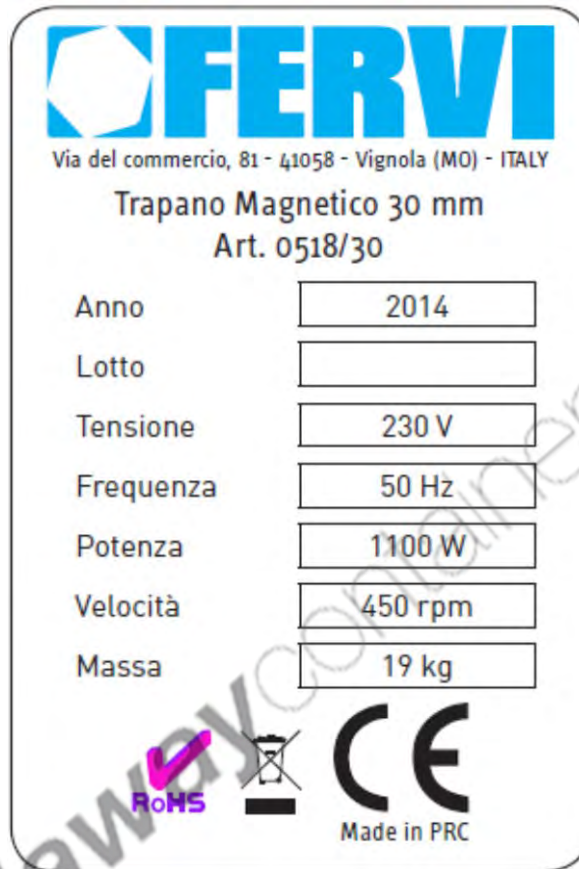 FERVI
Via del commercio, 81 - 41058 - Vignola (MO) - ITALY
Trapano Magnetico 30 mm
Art. 0518/30
Anno 2014
Lotto
Tensione 230 V
Frequenza 50 Hz
Potenza 1100 W
Velocità 450 rpm
Massa 19 kg
RoHS
CE
Made in PRC
awaycontainer